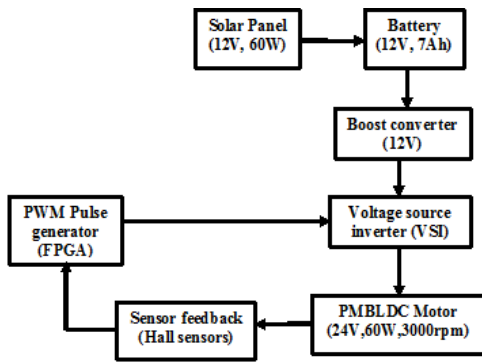 Solar Panel
(12V, 60W)
Battery
(12V, 7Ah)
Boost converter
(12V)
PWM Pulse
generator
(FPGA)
Voltage source
inverter (VSI)
Sensor feedback
(Hall sensors)
PMBLDC Motor
(24V,60W,3000rpm)